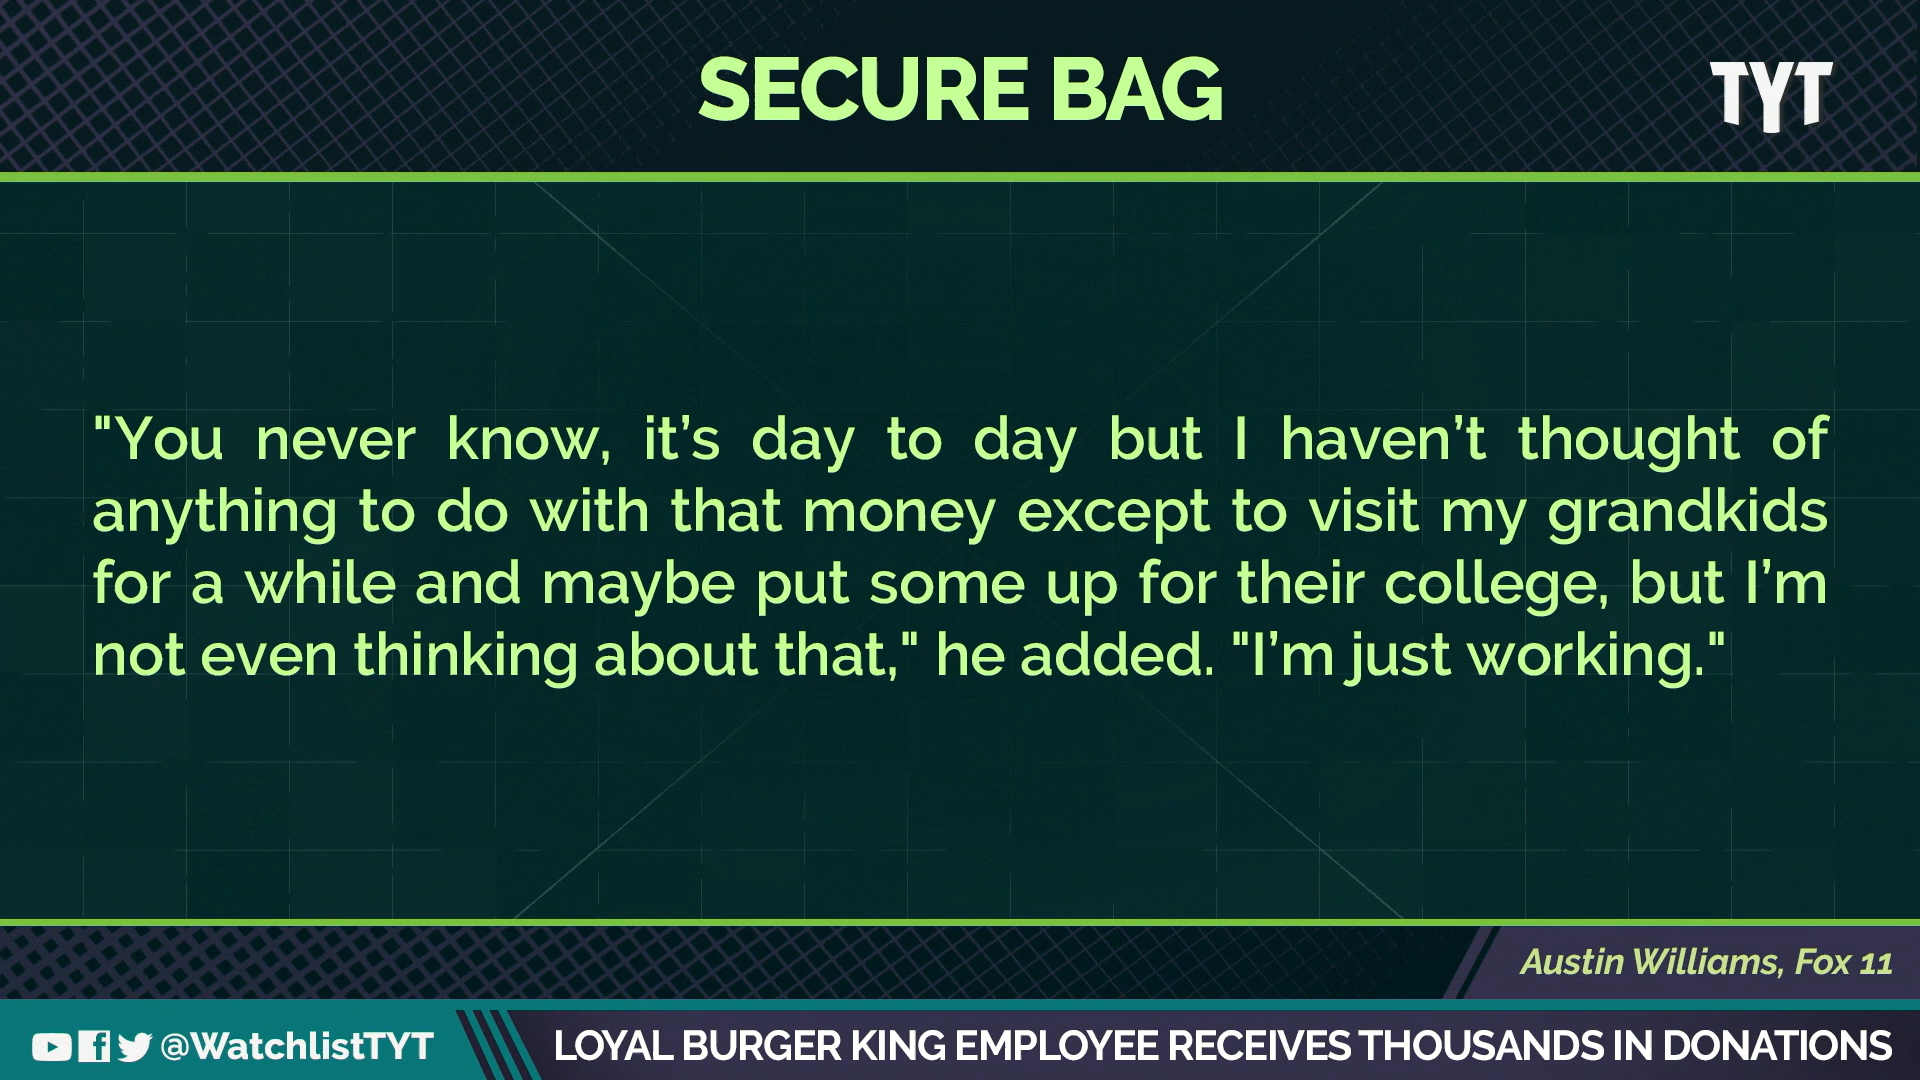 SECURE BAG
TYT
"You never know, it’s day to day but I haven’t thought of
anything to do with that money except to visit my grandkids
for a while and maybe put some up for their college, but I’m
not even thinking about that," he added. "I’m just working."
Austin Williams, Fox 11
@WatchlistTYT
LOYAL BURGER KING EMPLOYEE RECEIVES THOUSANDS IN DONATIONS